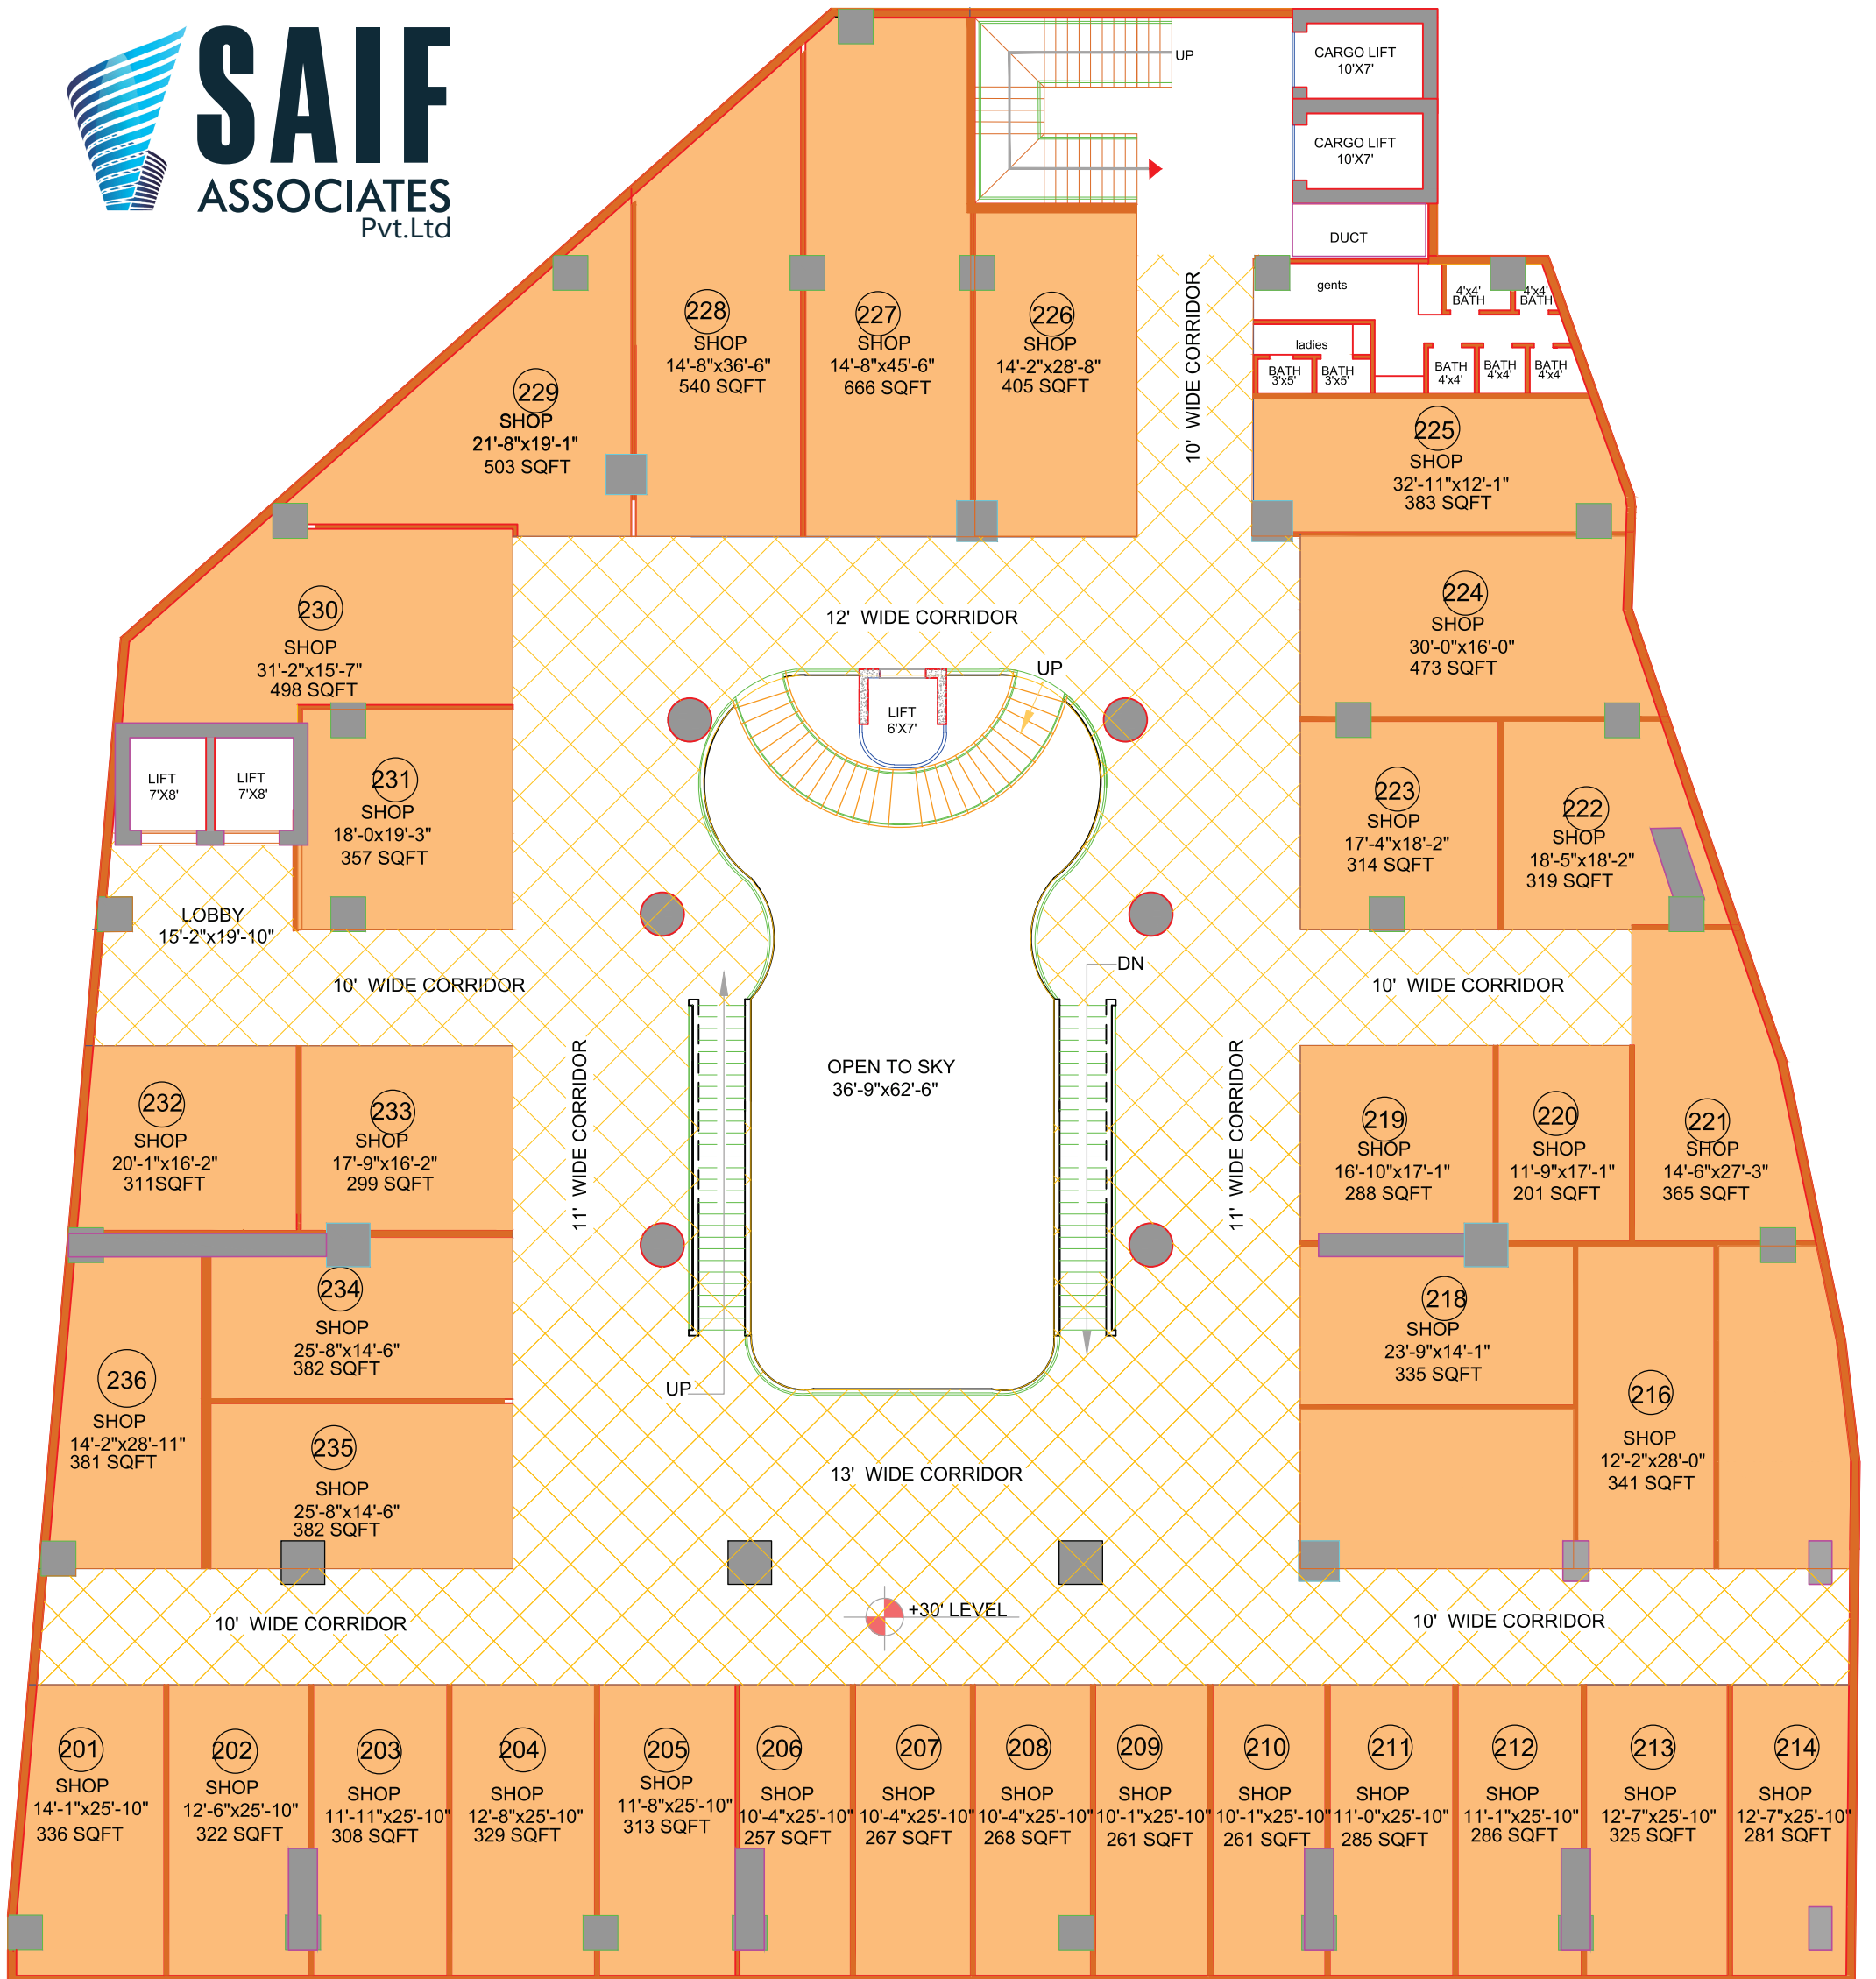 SAIF
ASSOCIATES
Pvt.Ltd
UP
CARGO LIFT
10'X7'
CARGO LIFT
10'X7'
DUCT
gents
4'x4'
BATH
4'x4'
BATH
ladies
BATH
3'x5'
BATH
3'x5'
BATH
4'x4'
BATH
4'x4'
BATH
4'x4'
10' WIDE CORRIDOR
229
SHOP
21'-8"x19'-1"
503 SQFT
228
SHOP
14'-8"x36'-6"
540 SQFT
227
SHOP
14'-8"x45'-6"
666 SQFT
226
SHOP
14'-2"x28'-8"
405 SQFT
225
SHOP
32'-11"x12'-1"
383 SQFT
230
SHOP
31'-2"x15'-7"
498 SQFT
12' WIDE CORRIDOR
224
SHOP
30'-0"x16'-0"
473 SQFT
UP
LIFT
6'X7'
LIFT
7'X8'
LIFT
7'X8'
231
SHOP
18'-0x19'-3"
357 SQFT
223
SHOP
17'-4"x18'-2"
314 SQFT
222
SHOP
18'-5"x18'-2"
319 SQFT
LOBBY
15'-2"x19'-10"
10' WIDE CORRIDOR
DN
10' WIDE CORRIDOR
11' WIDE CORRIDOR
OPEN TO SKY
36'-9"x62'-6"
11' WIDE CORRIDOR
232
SHOP
20'-1"x16'-2"
311SQFT
233
SHOP
17'-9"x16'-2"
299 SQFT
219
SHOP
16'-10"x17'-1"
288 SQFT
220
SHOP
11'-9"x17'-1"
201 SQFT
221
SHOP
14'-6"x27'-3"
365 SQFT
234
SHOP
25'-8"x14'-6"
382 SQFT
218
SHOP
23'-9"x14'-1"
335 SQFT
236
SHOP
14'-2"x28'-11"
381 SQFT
UP
216
SHOP
12'-2"x28'-0"
341 SQFT
235
SHOP
25'-8"x14'-6"
382 SQFT
13' WIDE CORRIDOR
10' WIDE CORRIDOR
+30' LEVEL
10' WIDE CORRIDOR
201
SHOP
14'-1"x25'-10"
336 SQFT
202
SHOP
12'-6"x25'-10"
322 SQFT
203
SHOP
11'-11"x25'-10"
308 SQFT
204
SHOP
12'-8"x25'-10"
329 SQFT
205
SHOP
11'-8"x25'-10"
313 SQFT
206
SHOP
10'-4"x25'-10"
257 SQFT
207
SHOP
10'-4"x25'-10"
267 SQFT
208
SHOP
10'-4"x25'-10"
268 SQFT
209
SHOP
10'-1"x25'-10"
261 SQFT
210
SHOP
10'-1"x25'-10"
261 SQFT
211
SHOP
11'-0"x25'-10"
285 SQFT
212
SHOP
11'-1"x25'-10"
286 SQFT
213
SHOP
12'-7"x25'-10"
325 SQFT
214
SHOP
12'-7"x25'-10"
281 SQFT